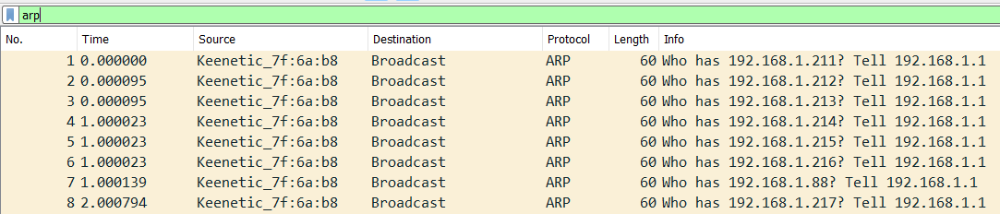 arp
No. Time Source Destination Protocol Length Info
1 0.000000 Keenetic_7f:6a:b8 Broadcast ARP 60 Who has 192.168.1.211? Tell 192.168.1.1
2 0.000095 Keenetic_7f:6a:b8 Broadcast ARP 60 Who has 192.168.1.212? Tell 192.168.1.1
3 0.000095 Keenetic_7f:6a:b8 Broadcast ARP 60 Who has 192.168.1.213? Tell 192.168.1.1
4 1.000023 Keenetic_7f:6a:b8 Broadcast ARP 60 Who has 192.168.1.214? Tell 192.168.1.1
5 1.000023 Keenetic_7f:6a:b8 Broadcast ARP 60 Who has 192.168.1.215? Tell 192.168.1.1
6 1.000023 Keenetic_7f:6a:b8 Broadcast ARP 60 Who has 192.168.1.216? Tell 192.168.1.1
7 1.000139 Keenetic_7f:6a:b8 Broadcast ARP 60 Who has 192.168.1.88? Tell 192.168.1.1
8 2.000794 Keenetic_7f:6a:b8 Broadcast ARP 60 Who has 192.168.1.217? Tell 192.168.1.1